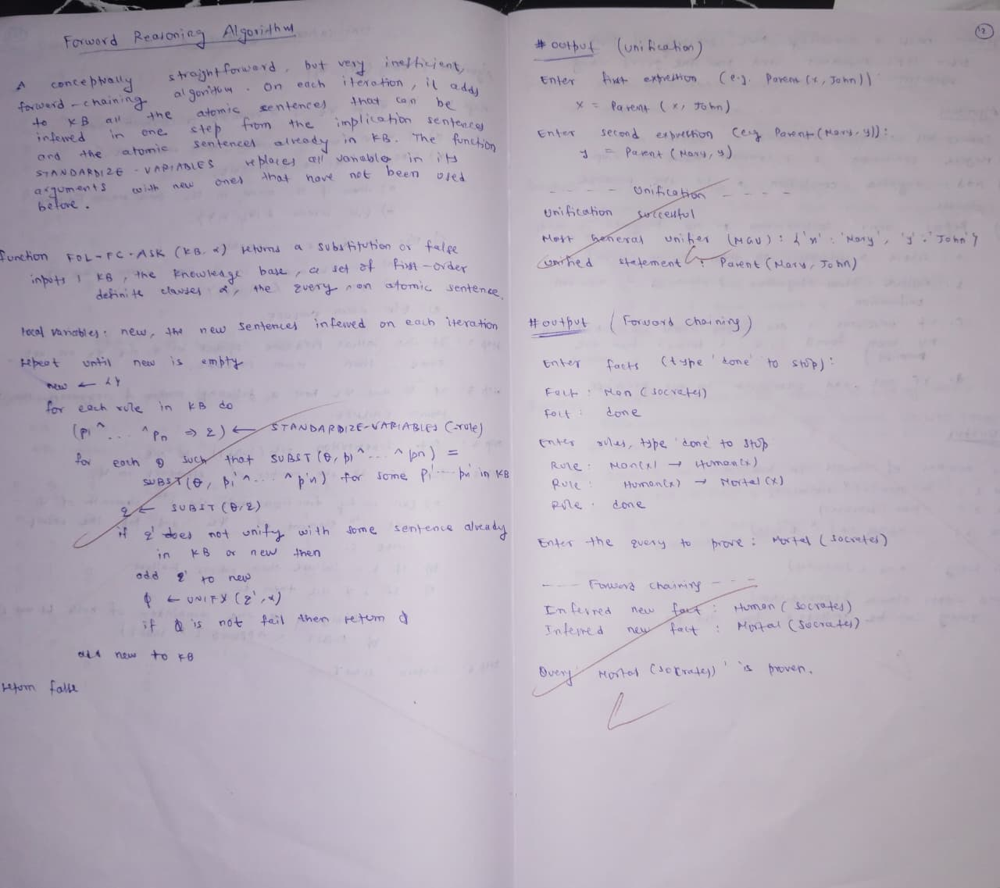 Forward Reasoning Algorithm
A conceptually straightforward, but very inefficient,
forward-chaining algorithm. On each iteration, it adds
to KB all the atomic sentences that can be
inferred in one step from the implication sentences
and the atomic sentences already in KB. The function
STANDARDIZE-VARIABLES replaces all variables in its
arguments with new ones that have not been used
before.
function FOL-FC-ASK (KB, α) returns a substitution or false
inputs: KB, the knowledge base, a set of first-order
definite clauses α, the query, an atomic sentence.
local variables: new, the new sentences inferred on each iteration
repeat until new is empty
new ← { }
for each rule in KB do
(p1 ^ ... ^ pn => q) ← STANDARDIZE-VARIABLES (rule)
for each θ such that SUBST (θ, p1 ^ ... ^ pn) =
SUBST (θ, p1' ^ ... ^ p'n) for some p1' ... pn' in KB
q' ← SUBST (θ, q)
if q' does not unify with some sentence already
in KB or new then
add q' to new
φ ← UNIFY (q', α)
if φ is not fail then return φ
add new to KB
return false
12
# output (unification)
Enter first expression (e.g. Parent (x, John))
x = Parent (x, John)
Enter second expression (eg Parent (Mary, y)):
y = Parent (Mary, y)
---- Unification ----
Unification successful
Most General unifier (MGU): {'x': 'Mary', 'y': 'John'}
Unified statement: Parent (Mary, John)
# output (Forward chaining)
Enter facts (type 'done' to stop):
Fact: Man (Socrates)
Fact: done
Enter rules, type 'done' to stop
Rule: Man(x) → Human(x)
Rule: Human(x) → Mortal(x)
Rule: done
Enter the query to prove: Mortal (Socrates)
---- Forward chaining ---
Inferred new fact: Human (Socrates)
Inferred new fact: Mortal (Socrates)
Query Mortal (Socrates)' is proven.